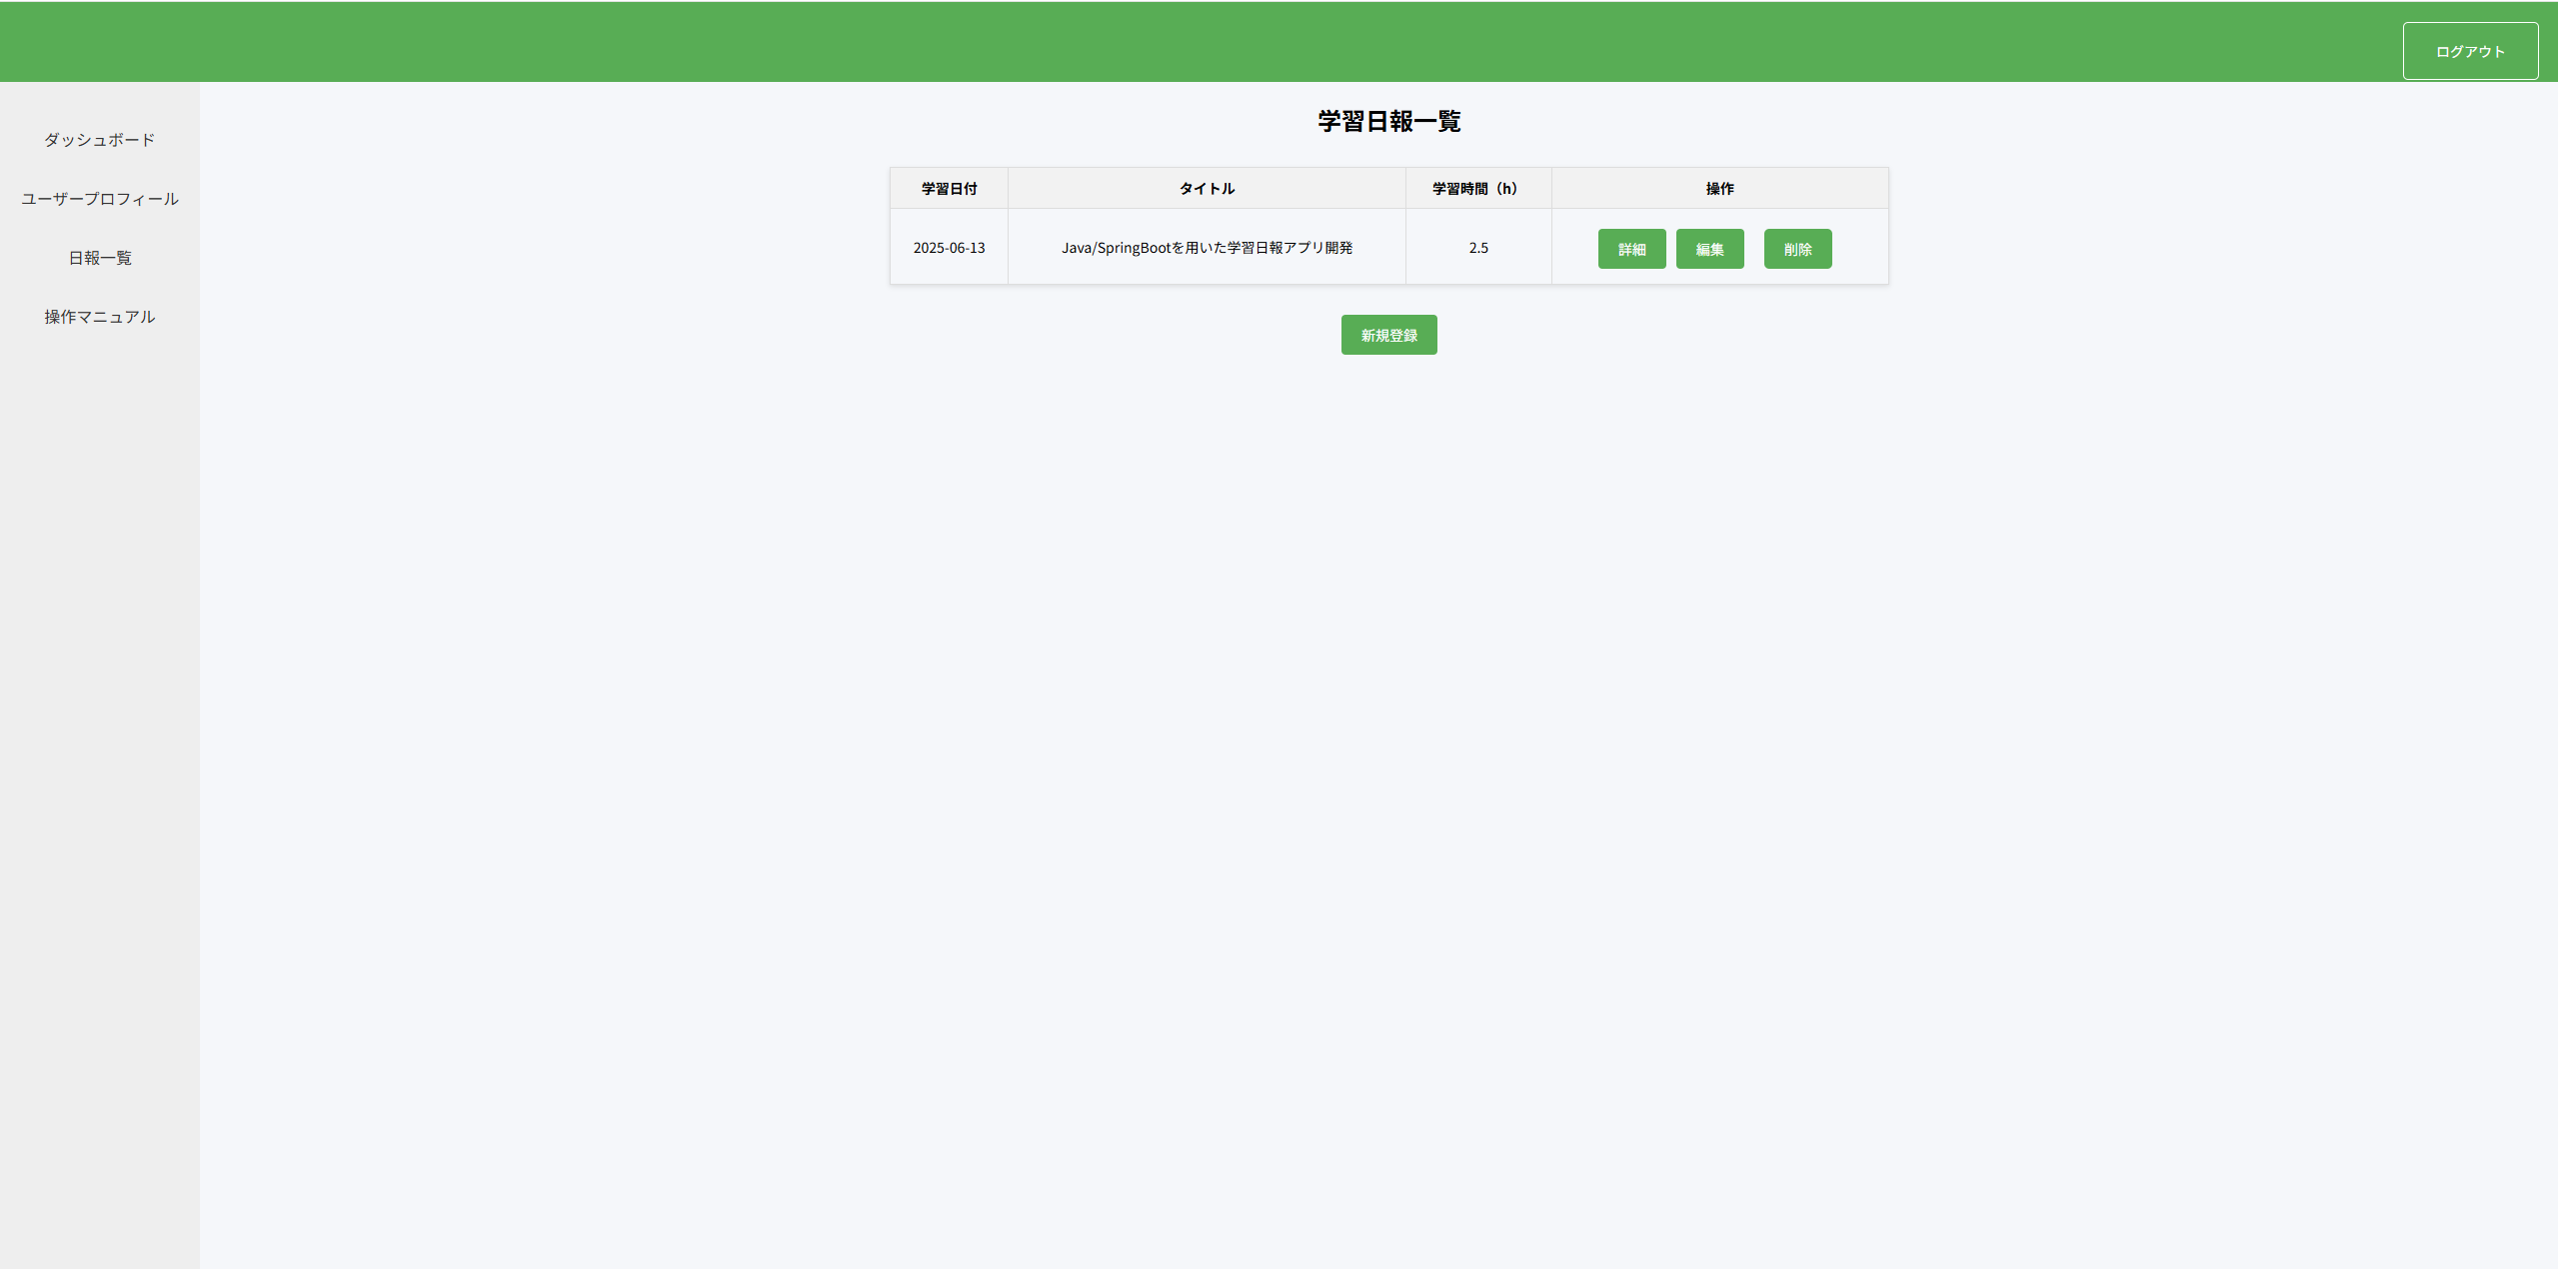 ログアウト
ダッシュボード
ユーザープロフィール
日報一覧
操作マニュアル
学習日報一覧
学習日付 タイトル 学習時間（h） 操作
2025-06-13 Java/SpringBootを用いた学習日報アプリ開発 2.5 詳細 編集 削除
新規登録